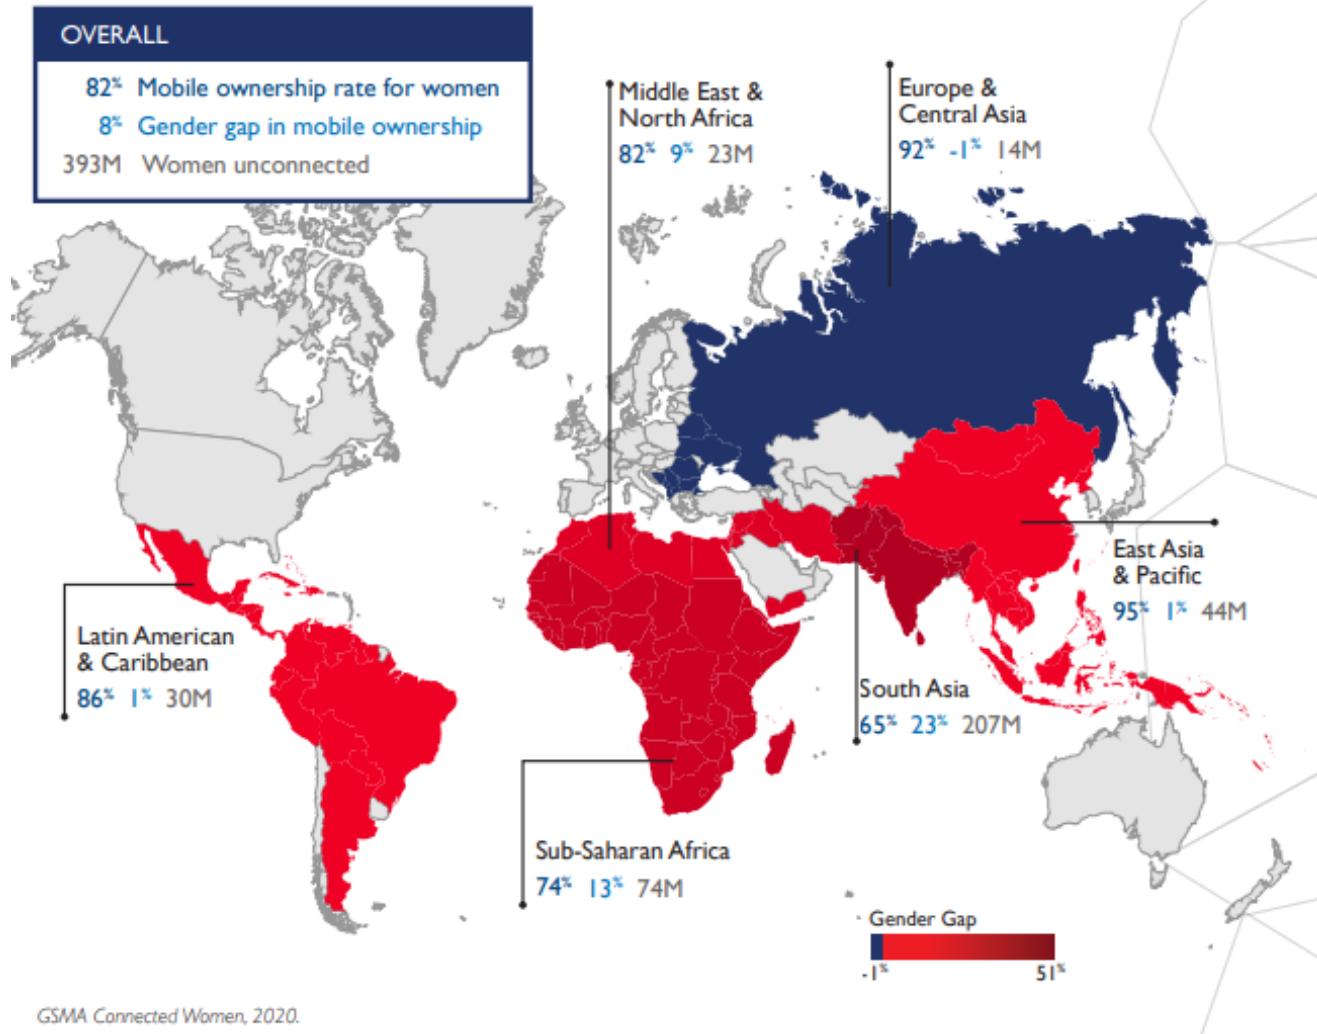 OVERALL
82% Mobile ownership rate for women
8% Gender gap in mobile ownership
393M Women unconnected
Middle East &
North Africa
82% 9% 23M
Europe &
Central Asia
92% -1% 14M
East Asia
& Pacific
95% 1% 44M
Latin American
& Caribbean
86% 1% 30M
South Asia
65% 23% 207M
Sub-Saharan Africa
74% 13% 74M
Gender Gap
-1% 51%
GSMA Connected Women, 2020.